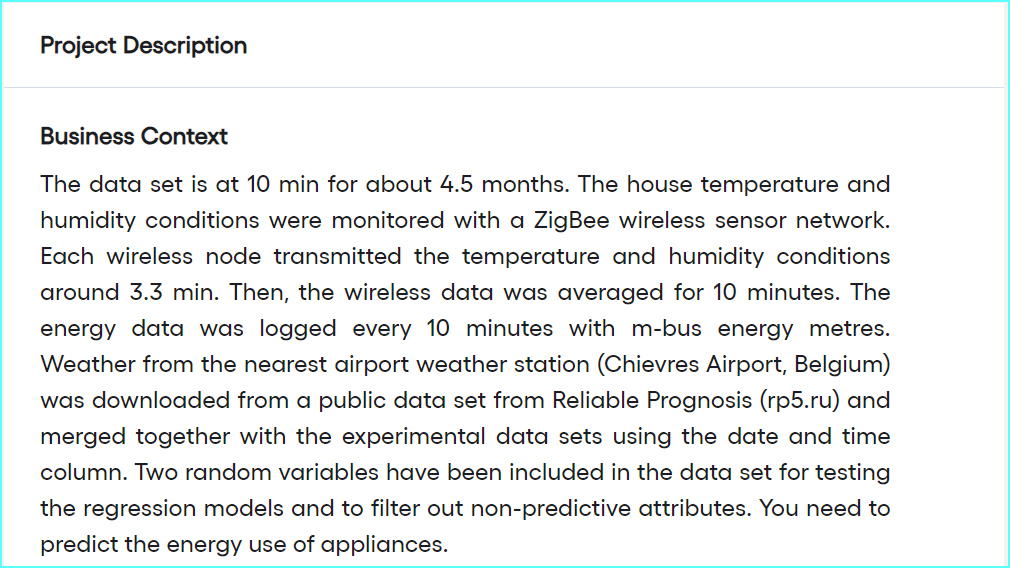 Project Description
Business Context
The data set is at 10 min for about 4.5 months. The house temperature and
humidity conditions were monitored with a ZigBee wireless sensor network.
Each wireless node transmitted the temperature and humidity conditions
around 3.3 min. Then, the wireless data was averaged for 10 minutes. The
energy data was logged every 10 minutes with m-bus energy metres.
Weather from the nearest airport weather station (Chievres Airport, Belgium)
was downloaded from a public data set from Reliable Prognosis (rp5.ru) and
merged together with the experimental data sets using the date and time
column. Two random variables have been included in the data set for testing
the regression models and to filter out non-predictive attributes. You need to
predict the energy use of appliances.